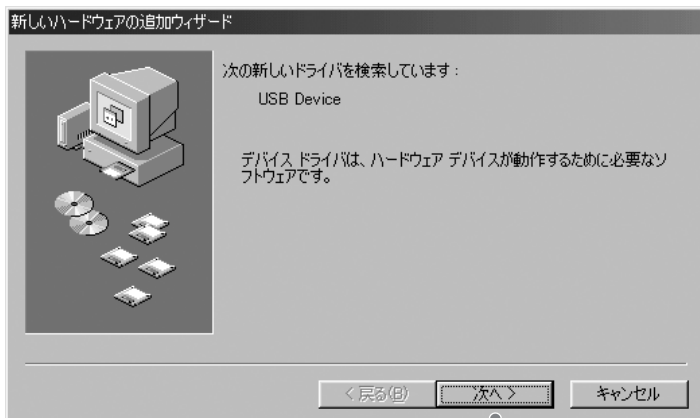 新しいハードウェアの追加ウィザード
次の新しいドライバを検索しています：
USB Device
デバイス ドライバは、ハードウェア デバイスが動作するために必要なソ
フトウェアです。
< 戻る(B)
次へ >
キャンセル